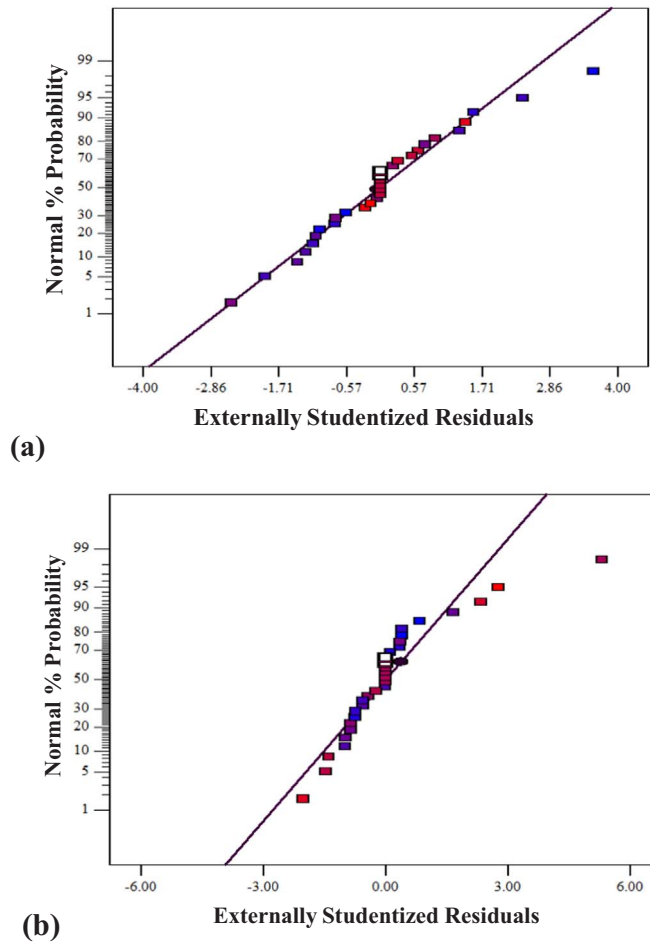 Normal % Probability
99
95
90
80
70
50
30
20
10
5
1
-4.00 -2.86 -1.71 -0.57 0.57 1.71 2.86 4.00
Externally Studentized Residuals
(a)
Normal % Probability
99
95
90
80
70
50
30
20
10
5
1
-6.00 -3.00 0.00 3.00 6.00
Externally Studentized Residuals
(b)